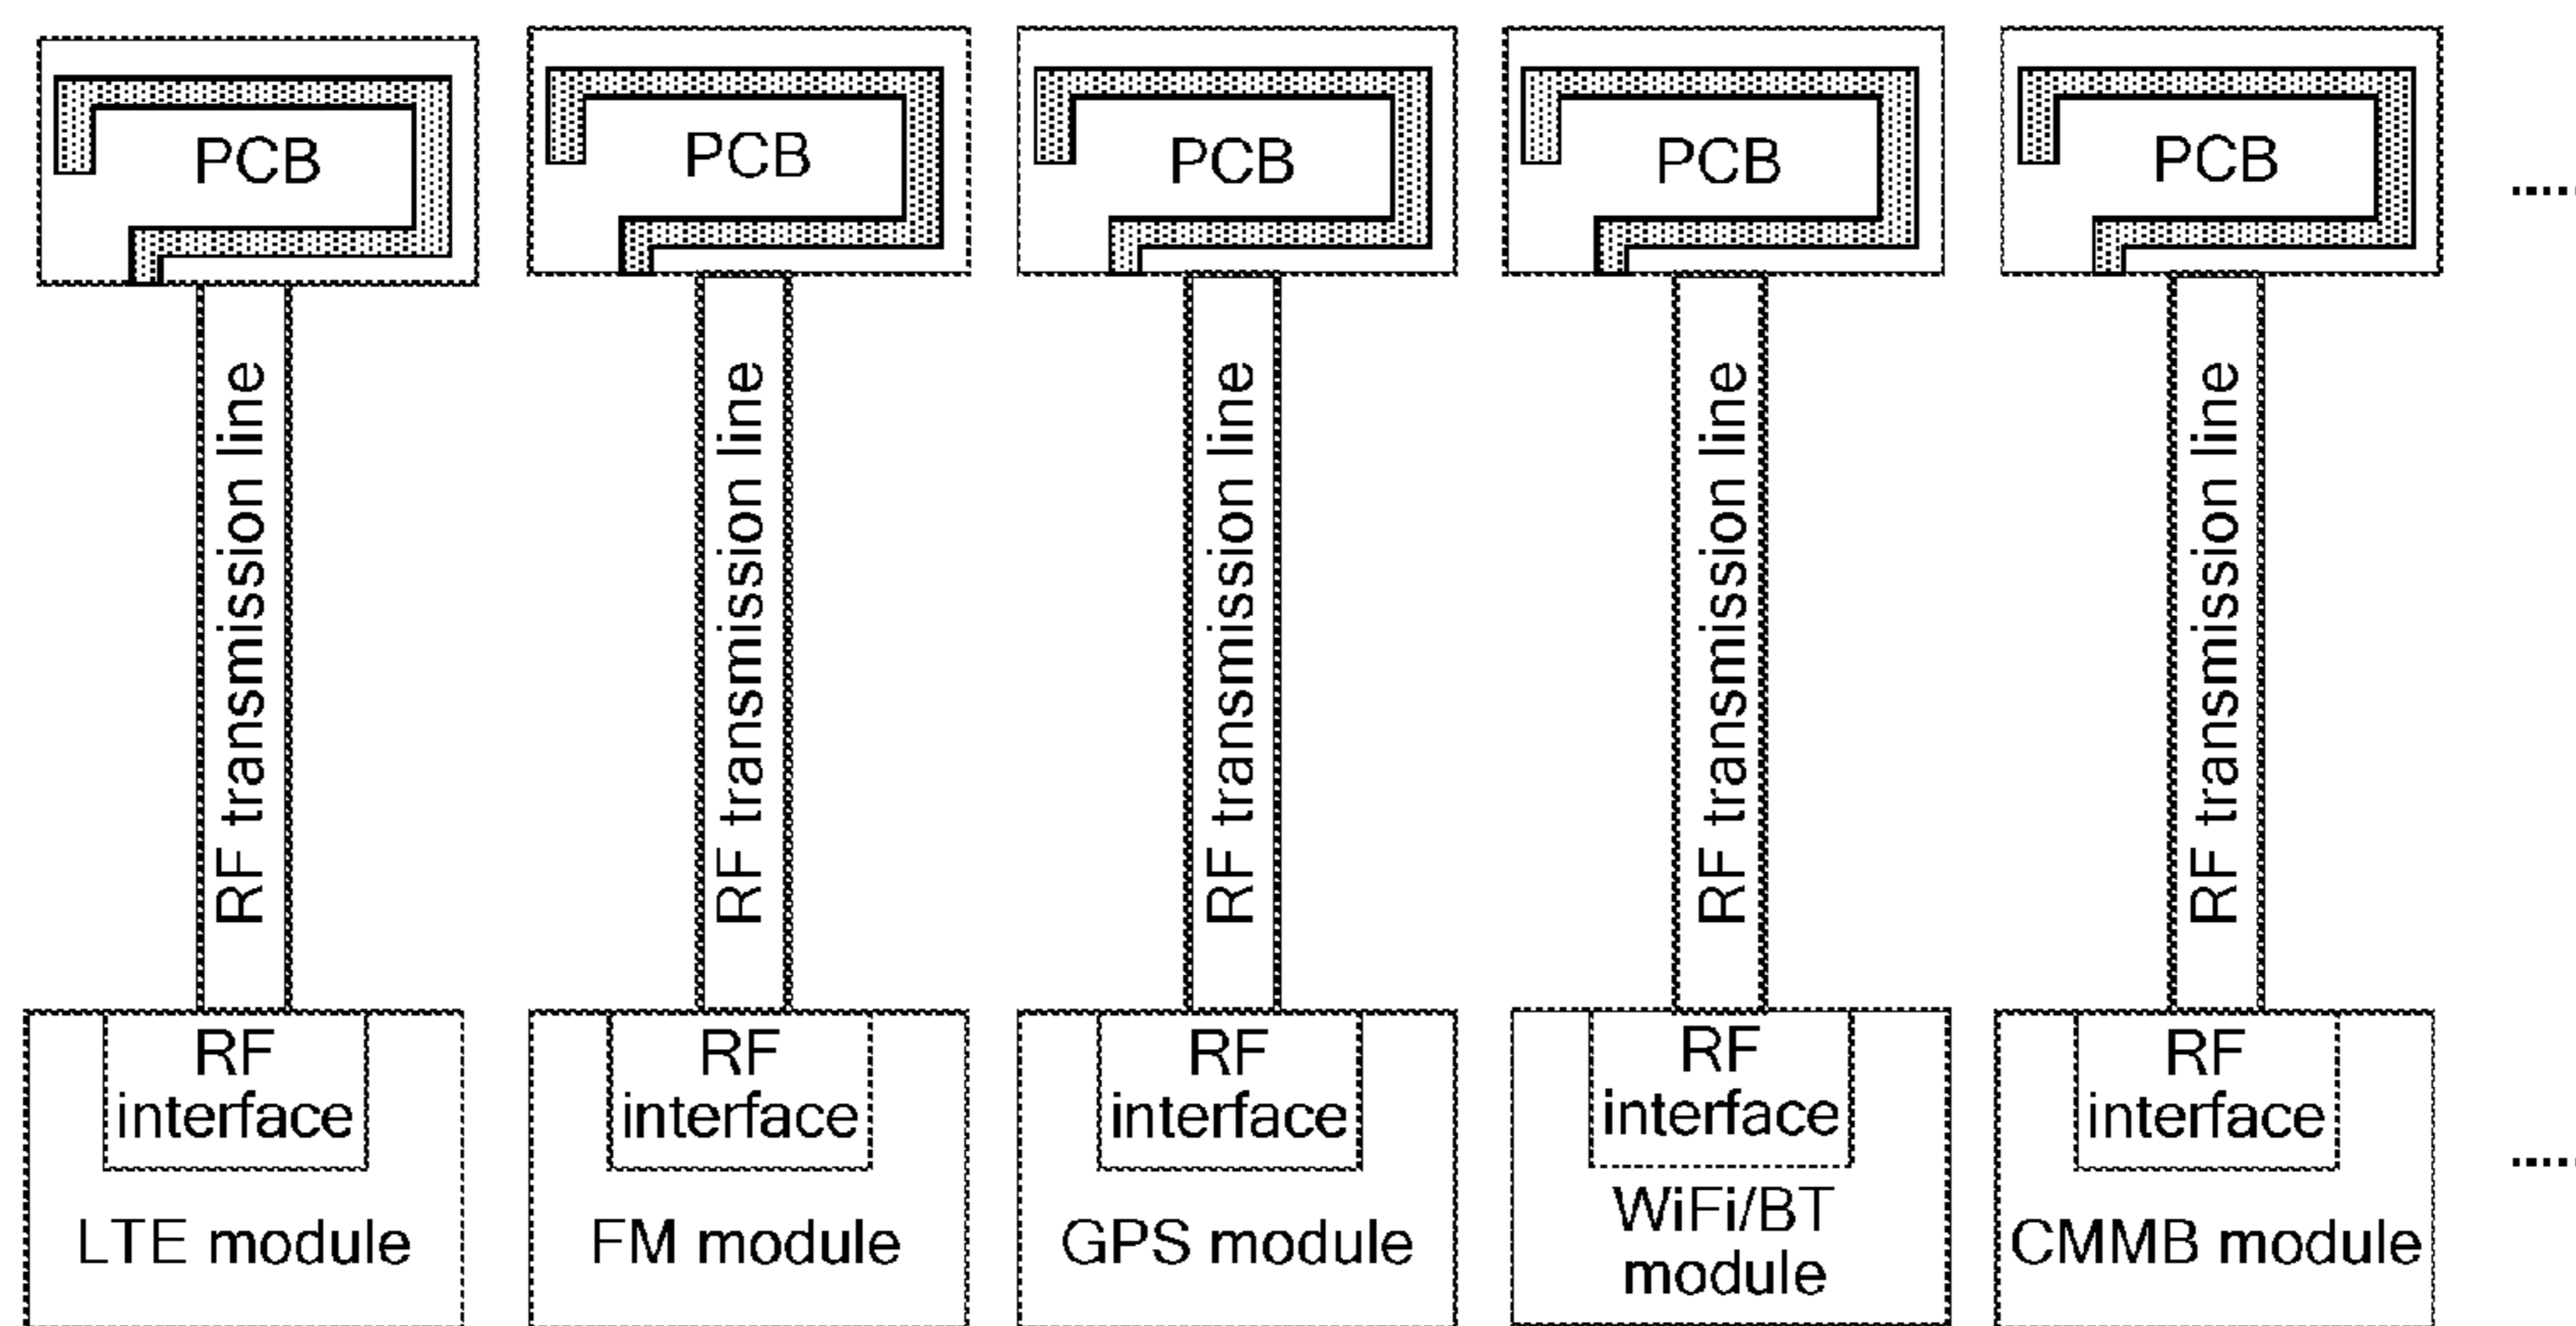 PCB
PCB
PCB
PCB
PCB
.....
RF transmission line
RF transmission line
RF transmission line
RF transmission line
RF transmission line
RF
interface
RF
interface
RF
interface
RF
interface
RF
interface
.....
LTE module
FM module
GPS module
WiFi/BT
module
CMMB module